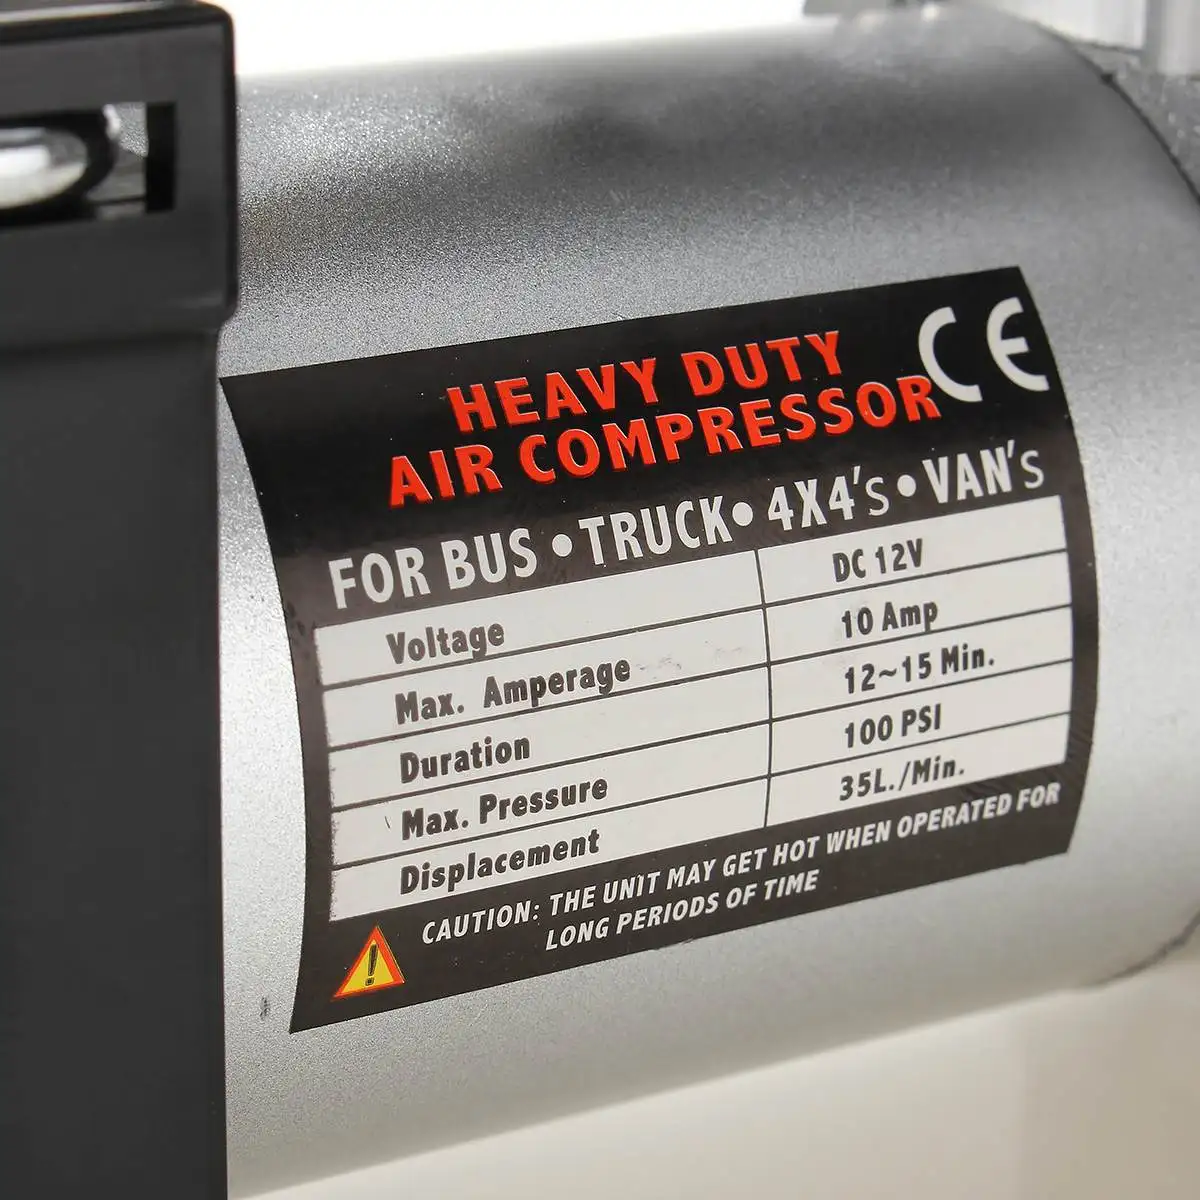 HEAVY DUTY
AIR COMPRESSOR
CE
FOR BUS • TRUCK • 4X4's • VAN's
Voltage DC 12V
Max. Amperage 10 Amp
Duration 12~15 Min.
Max. Pressure 100 PSI
Displacement 35L./Min.
CAUTION: THE UNIT MAY GET HOT WHEN OPERATED FOR
LONG PERIODS OF TIME